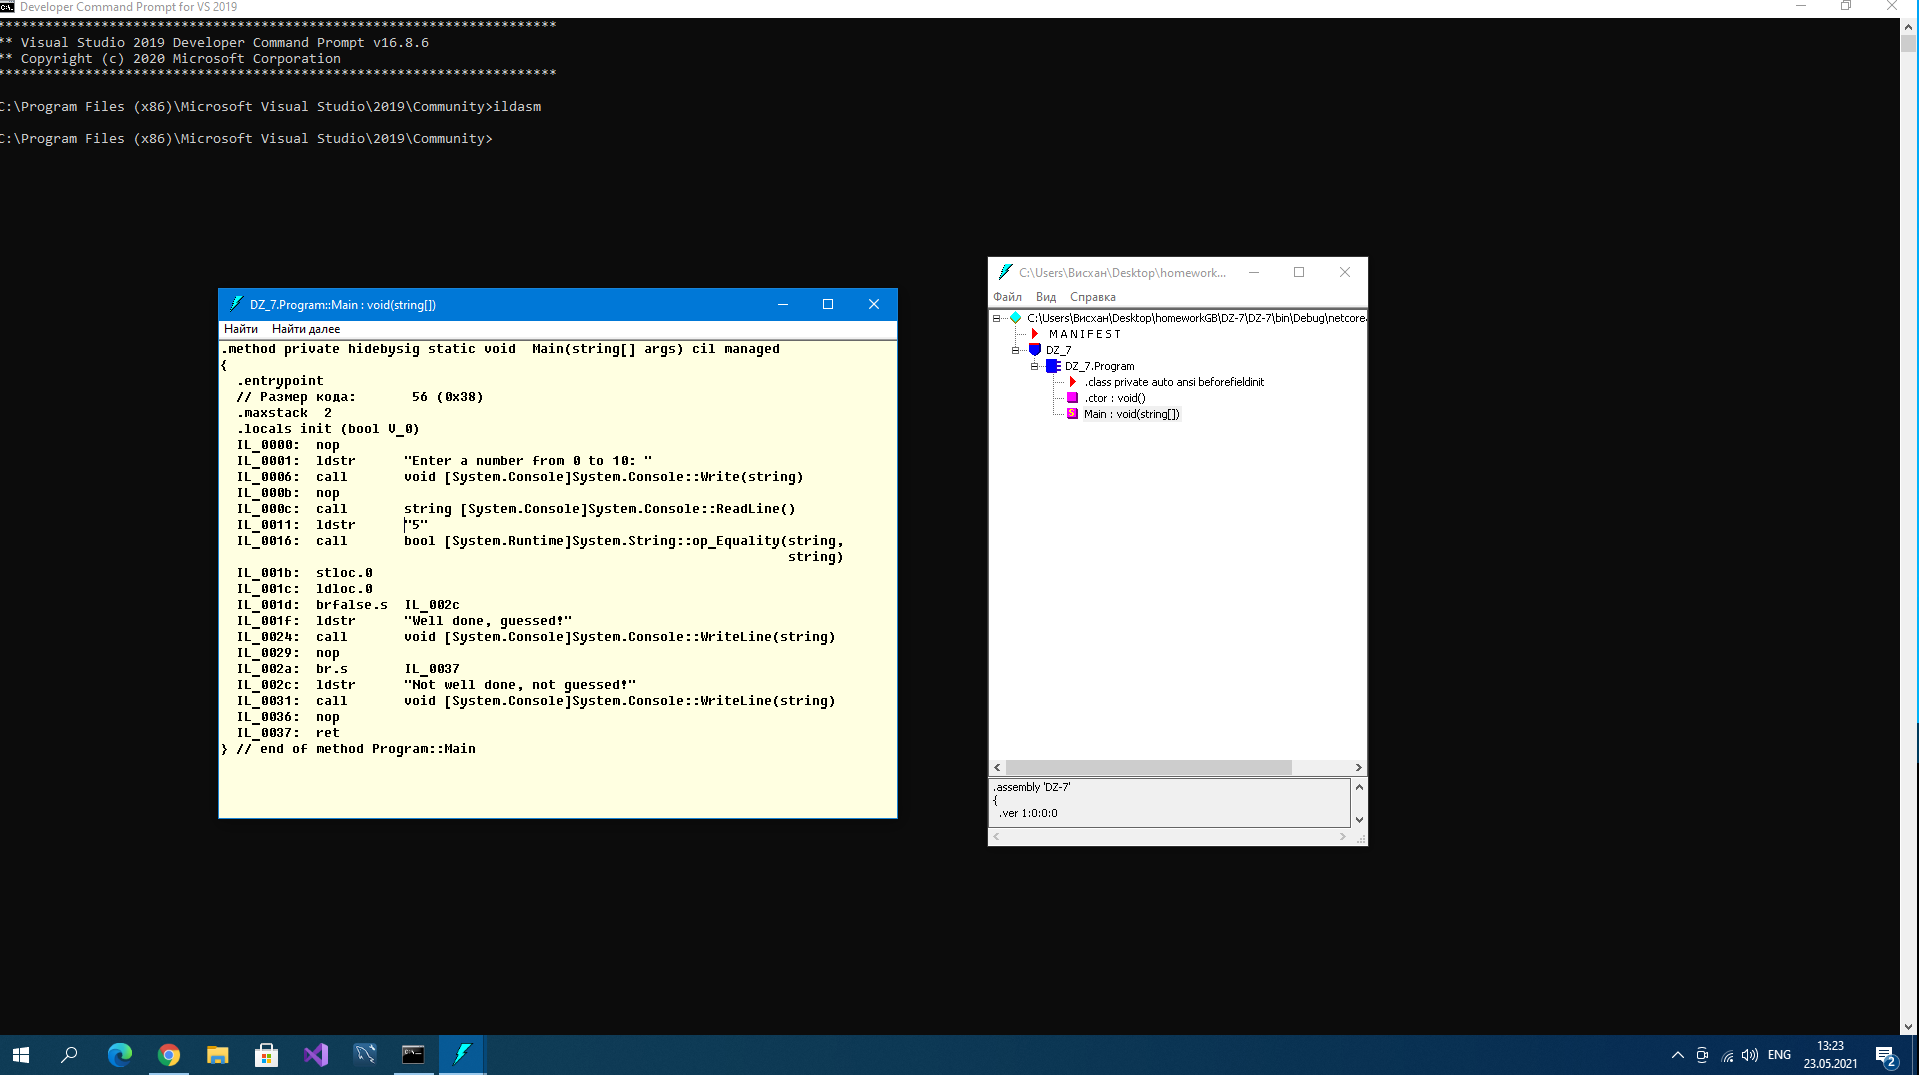 Developer Command Prompt for VS 2019
**********************************************************************
** Visual Studio 2019 Developer Command Prompt v16.8.6
** Copyright (c) 2020 Microsoft Corporation
**********************************************************************
C:\Program Files (x86)\Microsoft Visual Studio\2019\Community>ildasm
C:\Program Files (x86)\Microsoft Visual Studio\2019\Community>
DZ_7.Program::Main : void(string[])
Найти Найти далее
.method private hidebysig static void  Main(string[] args) cil managed
{
  .entrypoint
  // Размер кода:       56 (0x38)
  .maxstack  2
  .locals init (bool V_0)
  IL_0000:  nop
  IL_0001:  ldstr      "Enter a number from 0 to 10: "
  IL_0006:  call       void [System.Console]System.Console::Write(string)
  IL_000b:  nop
  IL_000c:  call       string [System.Console]System.Console::ReadLine()
  IL_0011:  ldstr      "5"
  IL_0016:  call       bool [System.Runtime]System.String::op_Equality(string,
                                                                       string)
  IL_001b:  stloc.0
  IL_001c:  ldloc.0
  IL_001d:  brfalse.s  IL_002c
  IL_001f:  ldstr      "Well done, guessed!"
  IL_0024:  call       void [System.Console]System.Console::WriteLine(string)
  IL_0029:  nop
  IL_002a:  br.s       IL_0037
  IL_002c:  ldstr      "Not well done, not guessed!"
  IL_0031:  call       void [System.Console]System.Console::WriteLine(string)
  IL_0036:  nop
  IL_0037:  ret
} // end of method Program::Main
C:\Users\Висхан\Desktop\homework...
Файл Вид Справка
C:\Users\Висхан\Desktop\homeworkGB\DZ-7\DZ-7\bin\Debug\netcorea
M A N I F E S T
DZ_7
DZ_7.Program
.class private auto ansi beforefieldinit
.ctor : void()
Main : void(string[])
.assembly 'DZ-7'
{
.ver 1:0:0:0
ENG
13:23
23.05.2021
2